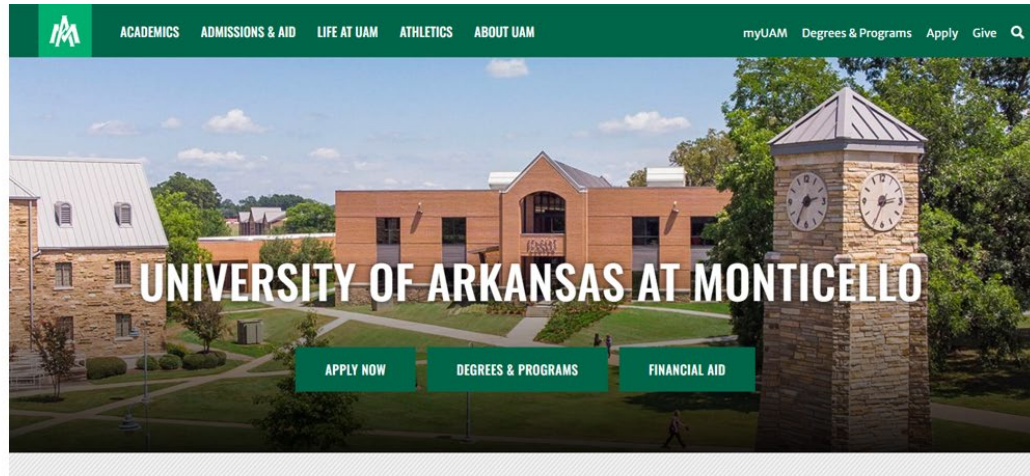 ACADEMICS ADMISSIONS & AID LIFE AT UAM ATHLETICS ABOUT UAM myUAM Degrees & Programs Apply Give
UNIVERSITY OF ARKANSAS AT MONTICELLO
APPLY NOW DEGREES & PROGRAMS FINANCIAL AID